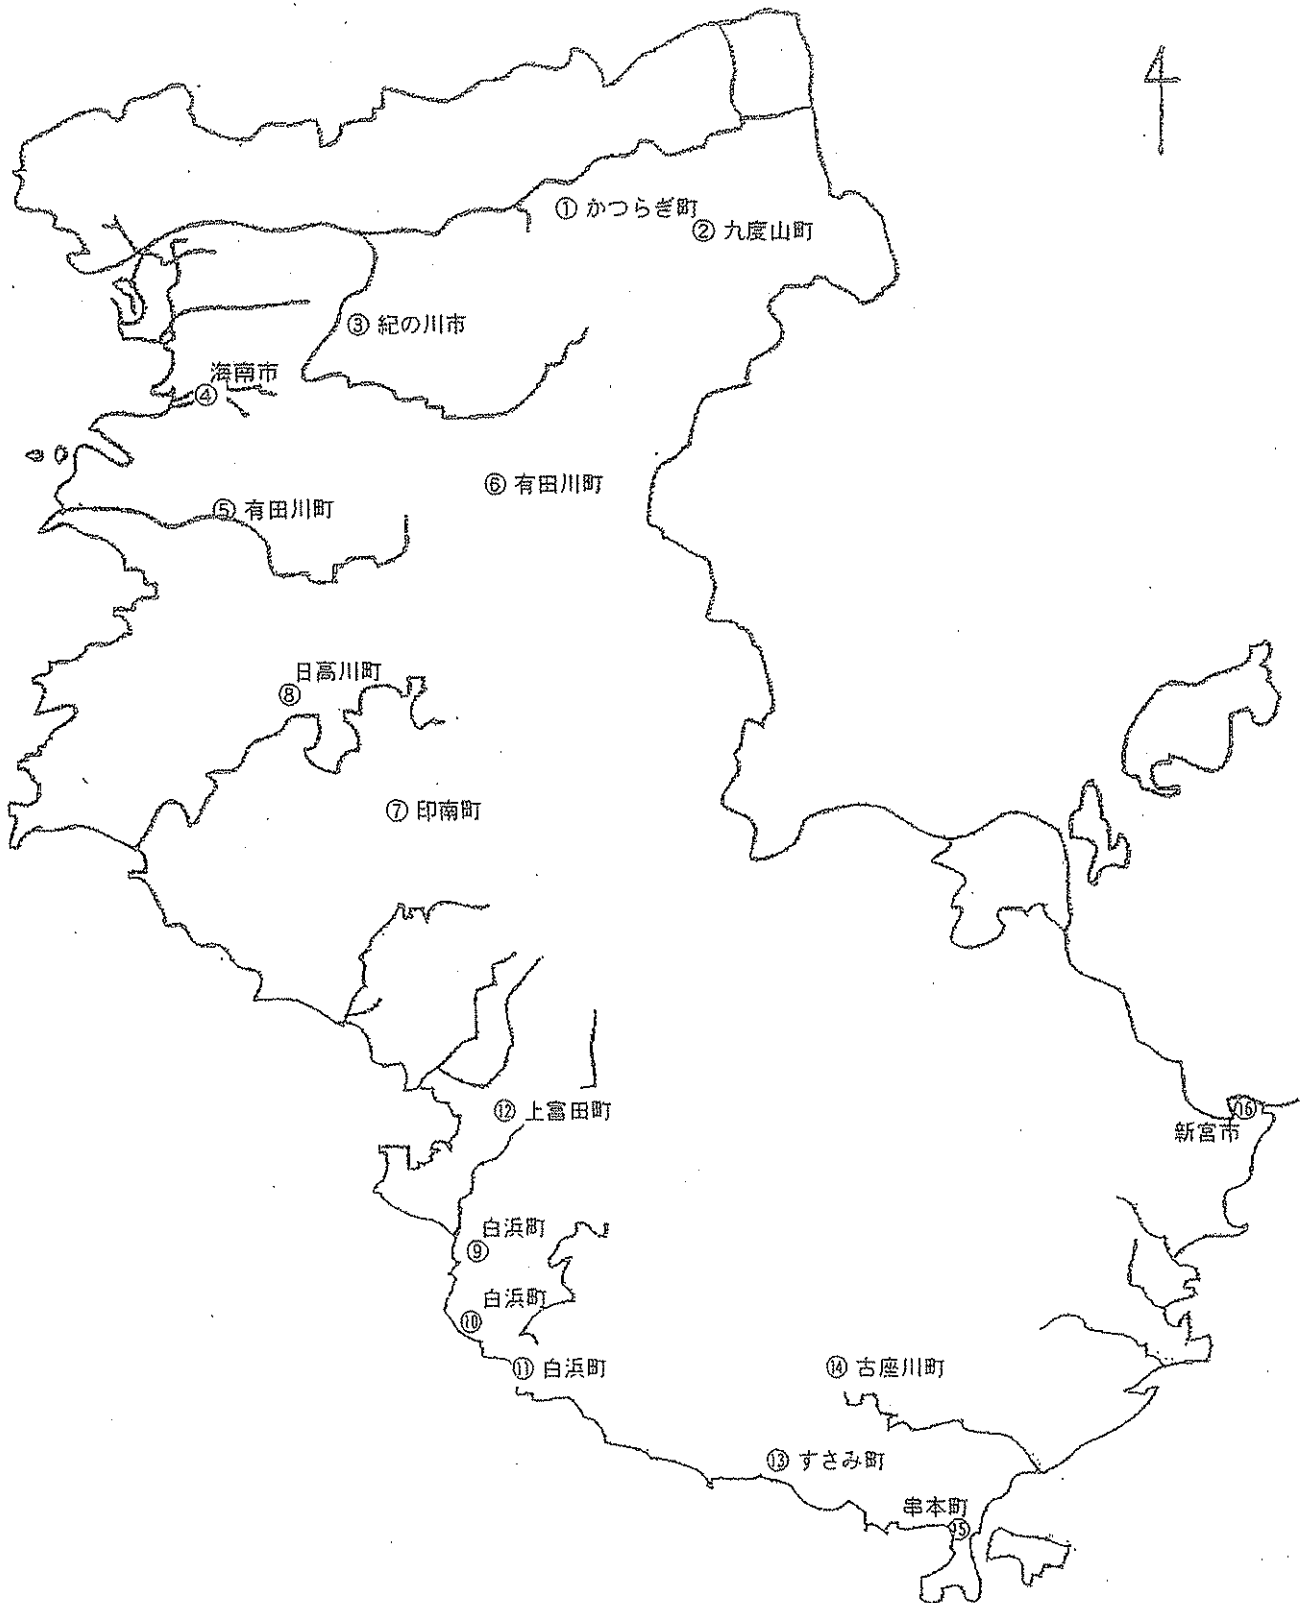 ① かつらぎ町
② 九度山町
③ 紀の川市
海南市
④
⑥ 有田川町
⑤ 有田川町
日高川町
⑧
⑦ 印南町
⑫ 上富田町
⑯
新宮市
白浜町
⑨
白浜町
⑩
⑪ 白浜町
⑭ 古座川町
⑬ すさみ町
串本町
⑮